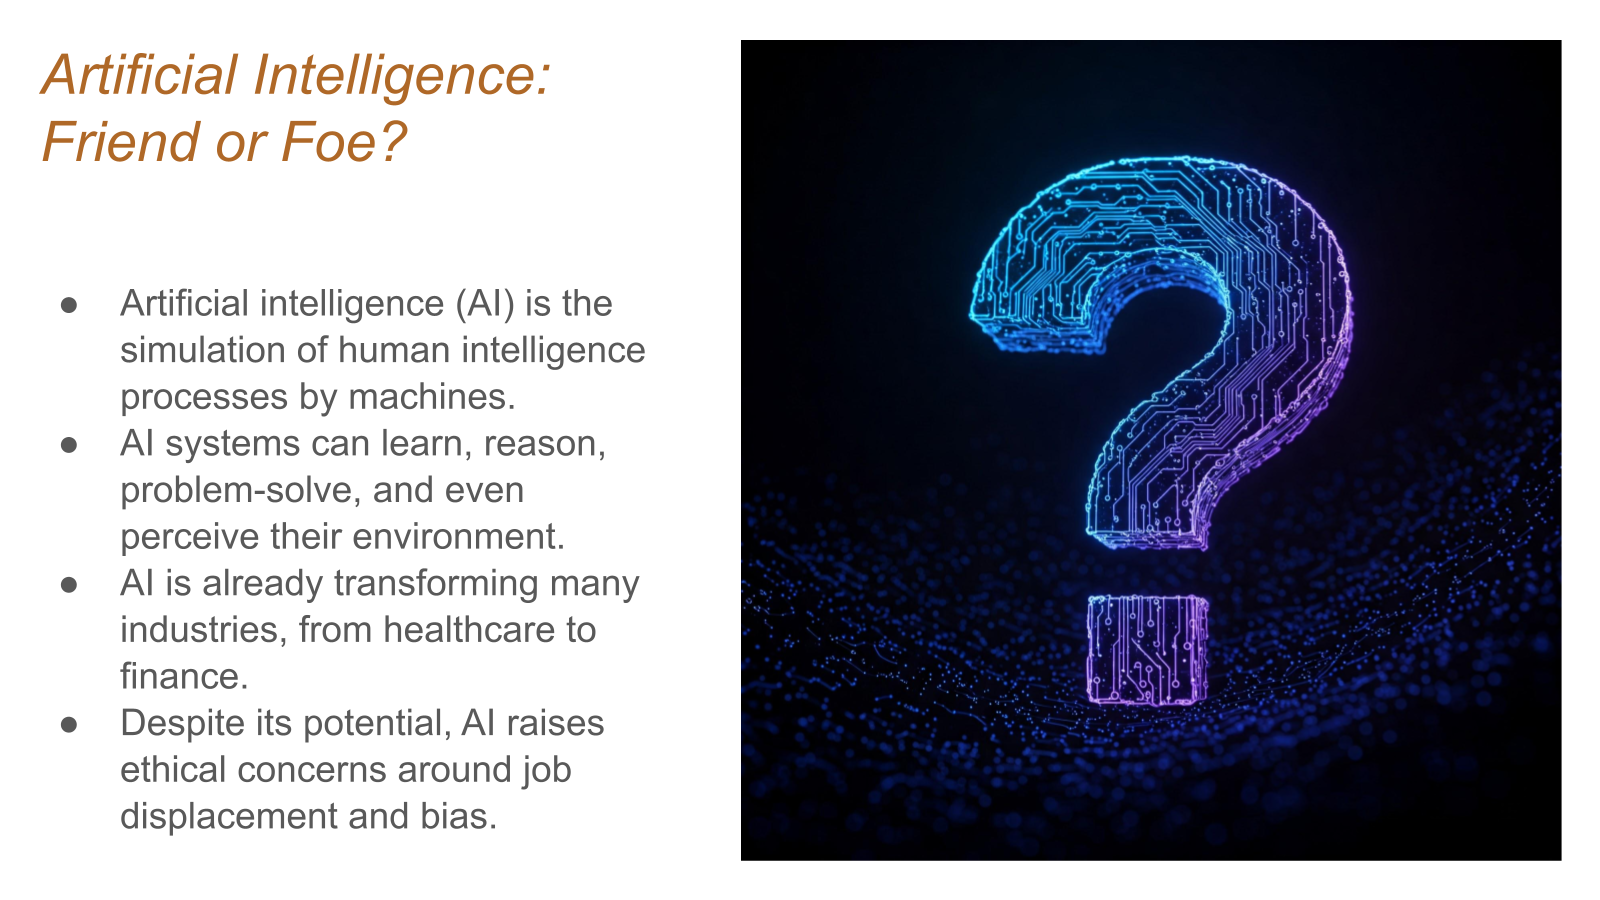 Artificial Intelligence:
Friend or Foe?
● Artificial intelligence (AI) is the
simulation of human intelligence
processes by machines.
● AI systems can learn, reason,
problem-solve, and even
perceive their environment.
● AI is already transforming many
industries, from healthcare to
finance.
● Despite its potential, AI raises
ethical concerns around job
displacement and bias.